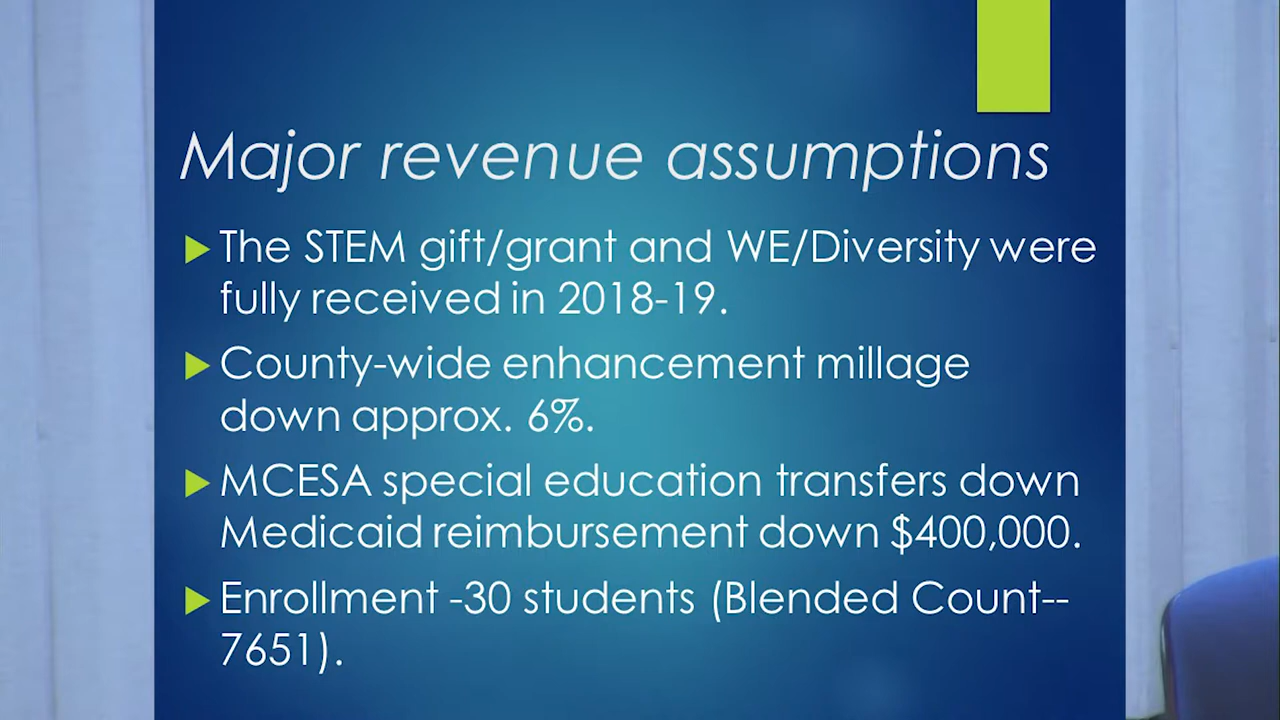 Major revenue assumptions
The STEM gift/grant and WE/Diversity were
fully received in 2018-19.
County-wide enhancement millage
down approx. 6%.
MCESA special education transfers down
Medicaid reimbursement down $400,000.
Enrollment -30 students (Blended Count--
7651).